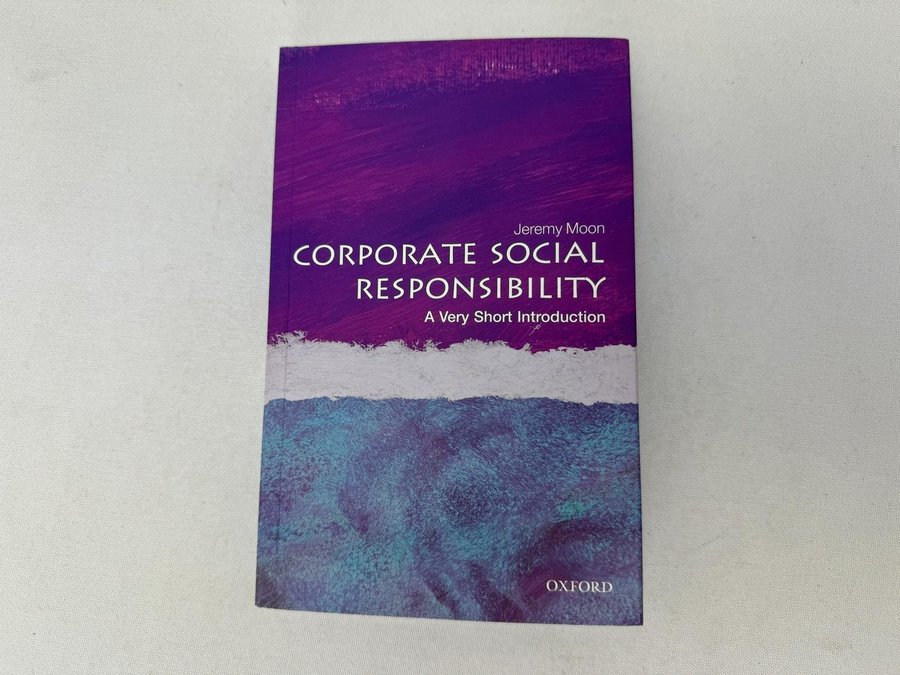 Jeremy Moon
CORPORATE SOCIAL
RESPONSIBILITY
A Very Short Introduction
OXFORD